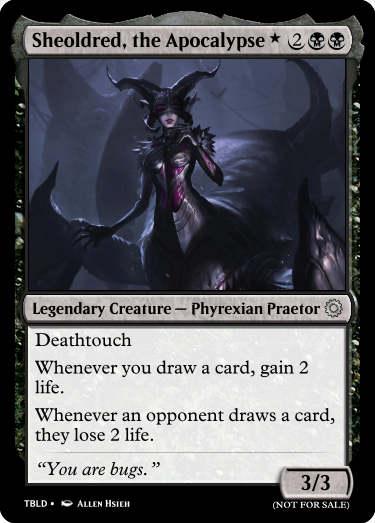 Sheoldred, the Apocalypse ★ 2
Legendary Creature — Phyrexian Praetor
Deathtouch
Whenever you draw a card, gain 2
life.
Whenever an opponent draws a card,
they lose 2 life.
“You are bugs.”
3/3
TBLD • Allen Hsieh
(NOT FOR SALE)